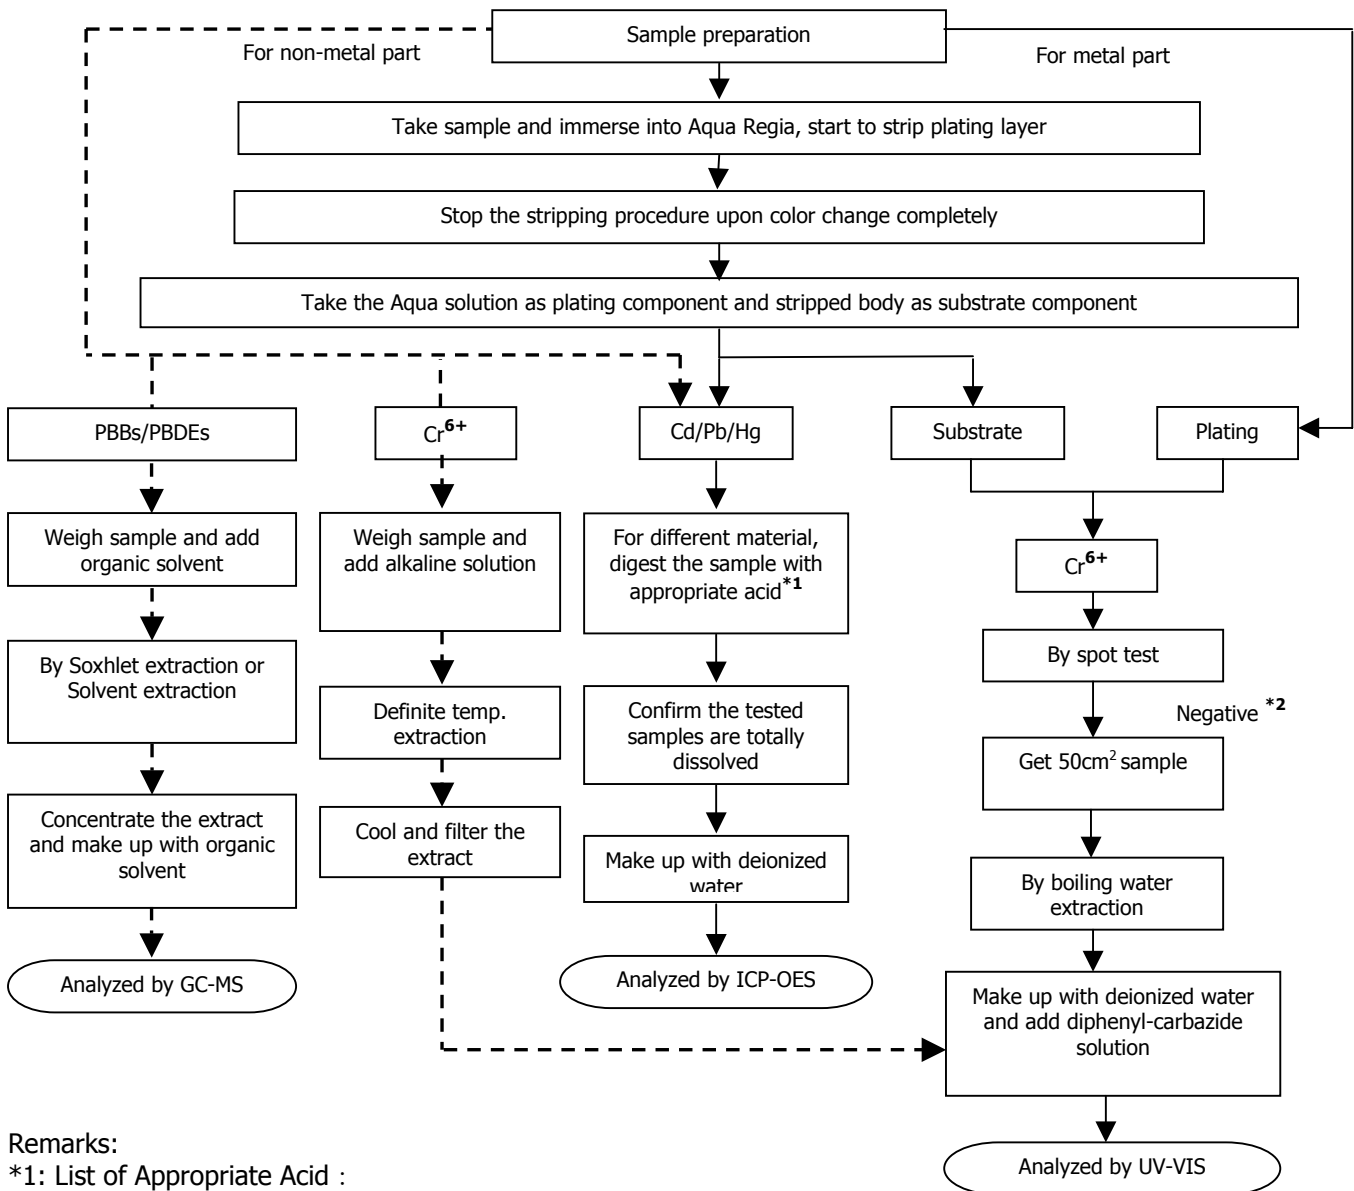 Sample preparation
For non-metal part
For metal part
Take sample and immerse into Aqua Regia, start to strip plating layer
Stop the stripping procedure upon color change completely
Take the Aqua solution as plating component and stripped body as substrate component
PBBs/PBDEs
Cr6+
Cd/Pb/Hg
Substrate
Plating
Weigh sample and add
organic solvent
By Soxhlet extraction or
Solvent extraction
Concentrate the extract
and make up with organic
solvent
Analyzed by GC-MS
Weigh sample and
add alkaline solution
Definite temp.
extraction
Cool and filter the
extract
For different material,
digest the sample with
appropriate acid*1
Confirm the tested
samples are totally
dissolved
Make up with deionized
water
Analyzed by ICP-OES
Cr6+
By spot test
Negative *2
Get 50cm2 sample
By boiling water
extraction
Make up with deionized water
and add diphenyl-carbazide
solution
Analyzed by UV-VIS
Remarks:
*1: List of Appropriate Acid :